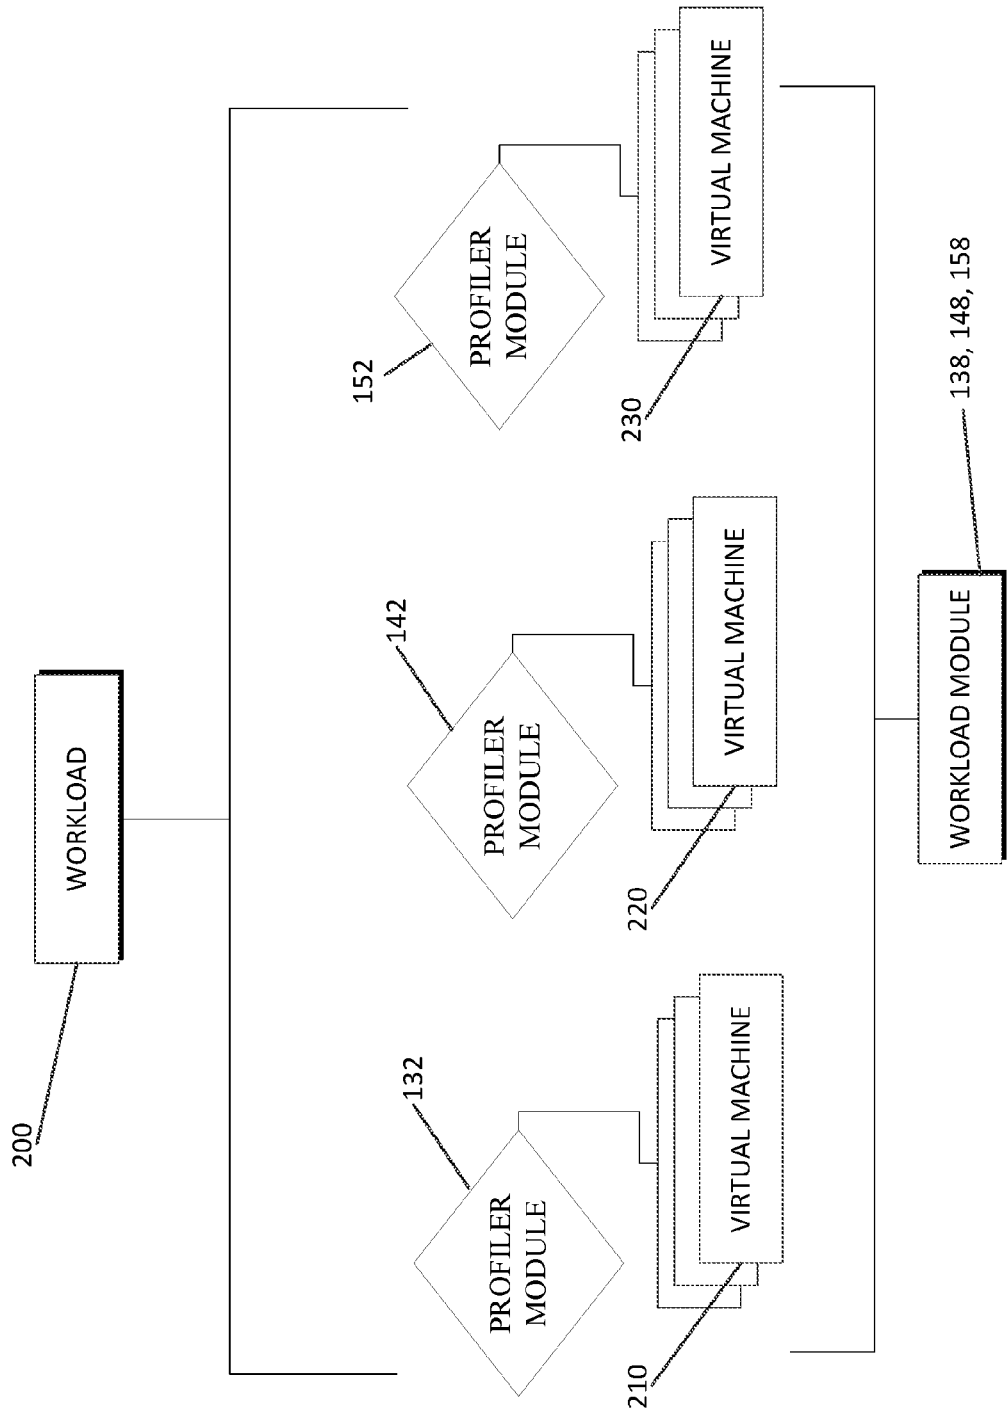 200
WORKLOAD
132
PROFILER
MODULE
142
PROFILER
MODULE
152
PROFILER
MODULE
210
VIRTUAL MACHINE
220
VIRTUAL MACHINE
230
VIRTUAL MACHINE
WORKLOAD MODULE
138, 148, 158